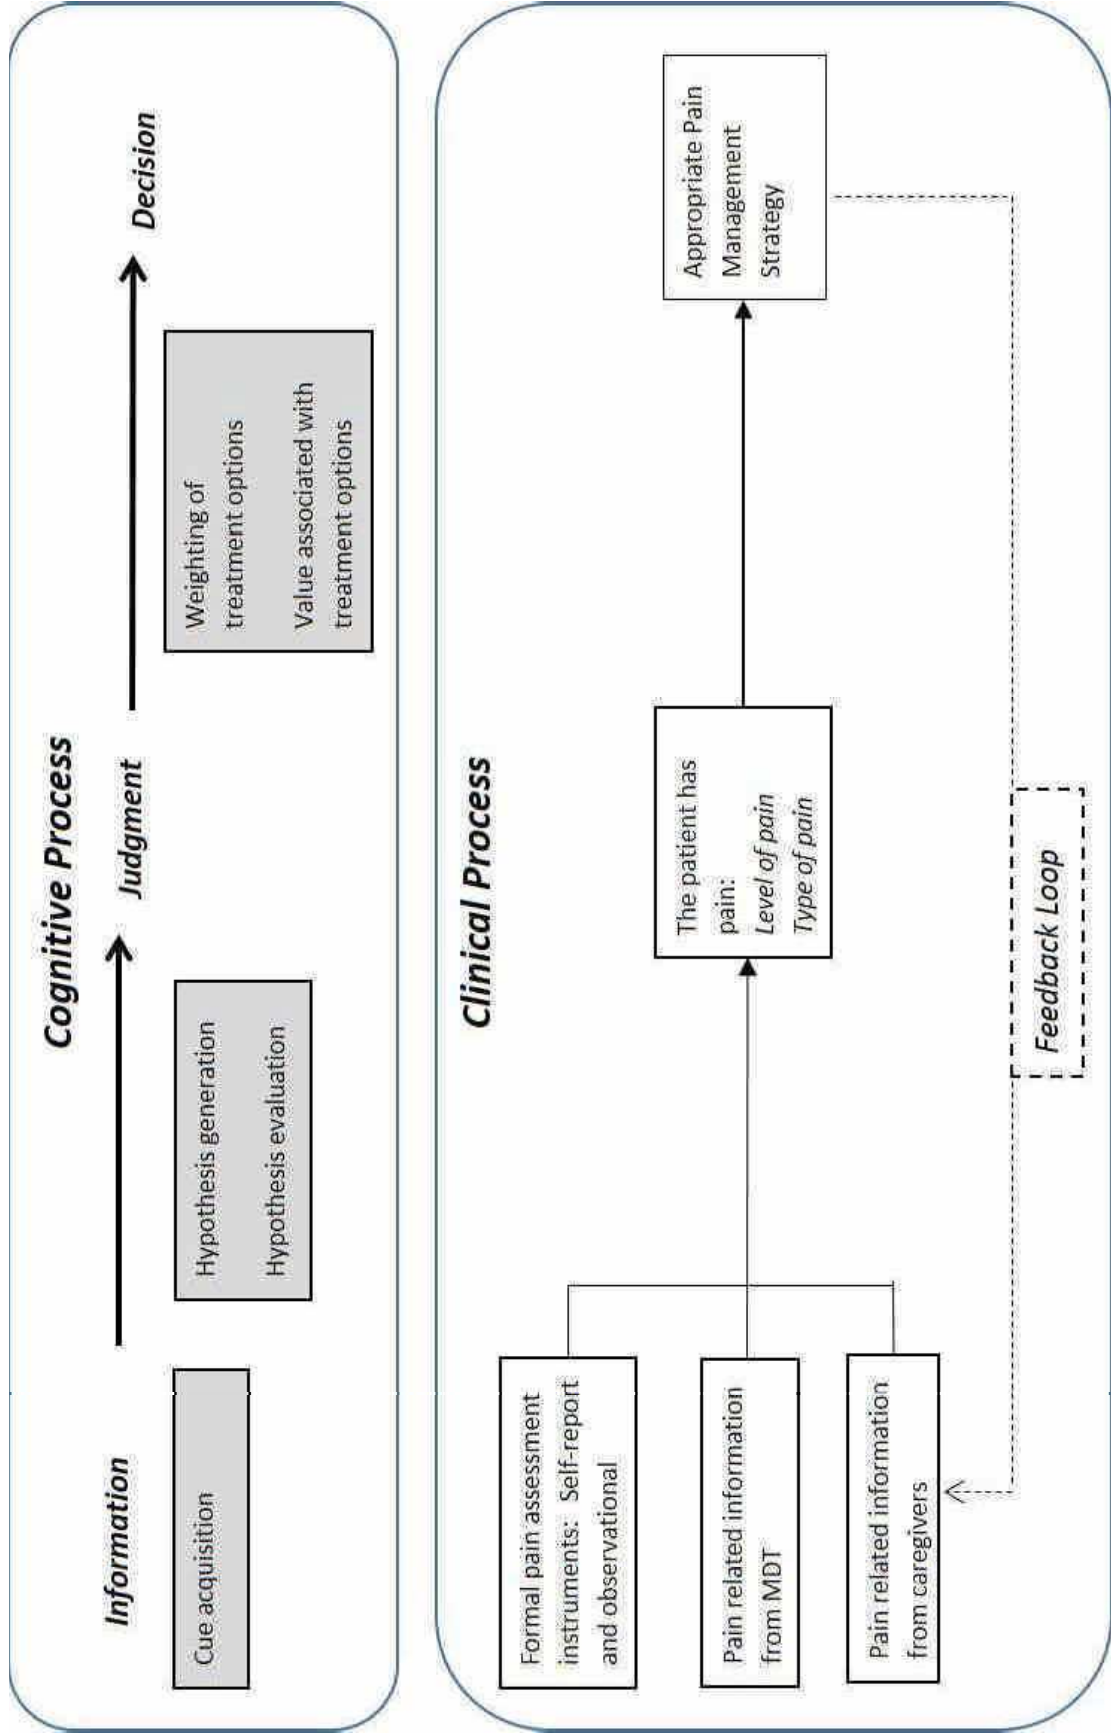 Cognitive Process
Information
Judgment
Decision
Cue acquisition
Hypothesis generation
Hypothesis evaluation
Weighting of
treatment options
Value associated with
treatment options
Clinical Process
Formal pain assessment
instruments: Self-report
and observational
Pain related information
from MDT
Pain related information
from caregivers
The patient has
pain:
Level of pain
Type of pain
Appropriate Pain
Management
Strategy
Feedback Loop